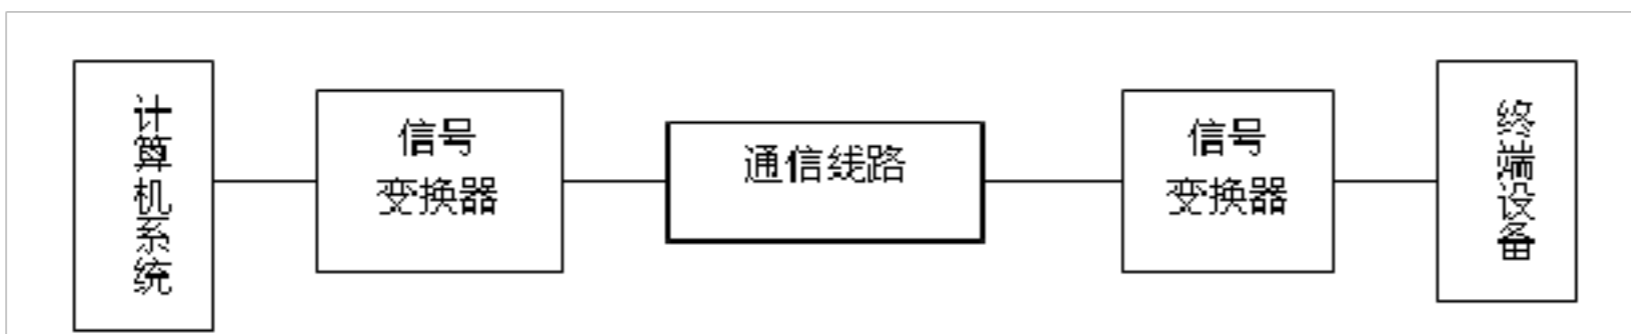 计算机系统
信号
变换器
通信线路
信号
变换器
终端设备